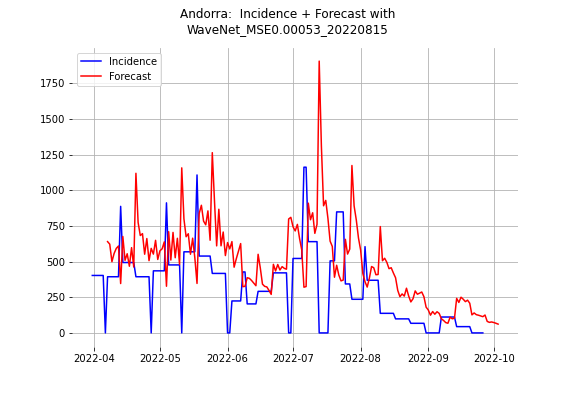 Andorra:  Incidence + Forecast with
WaveNet_MSE0.00053_20220815
Incidence
Forecast
1750
1500
1250
1000
750
500
250
0
2022-04 2022-05 2022-06 2022-07 2022-08 2022-09 2022-10